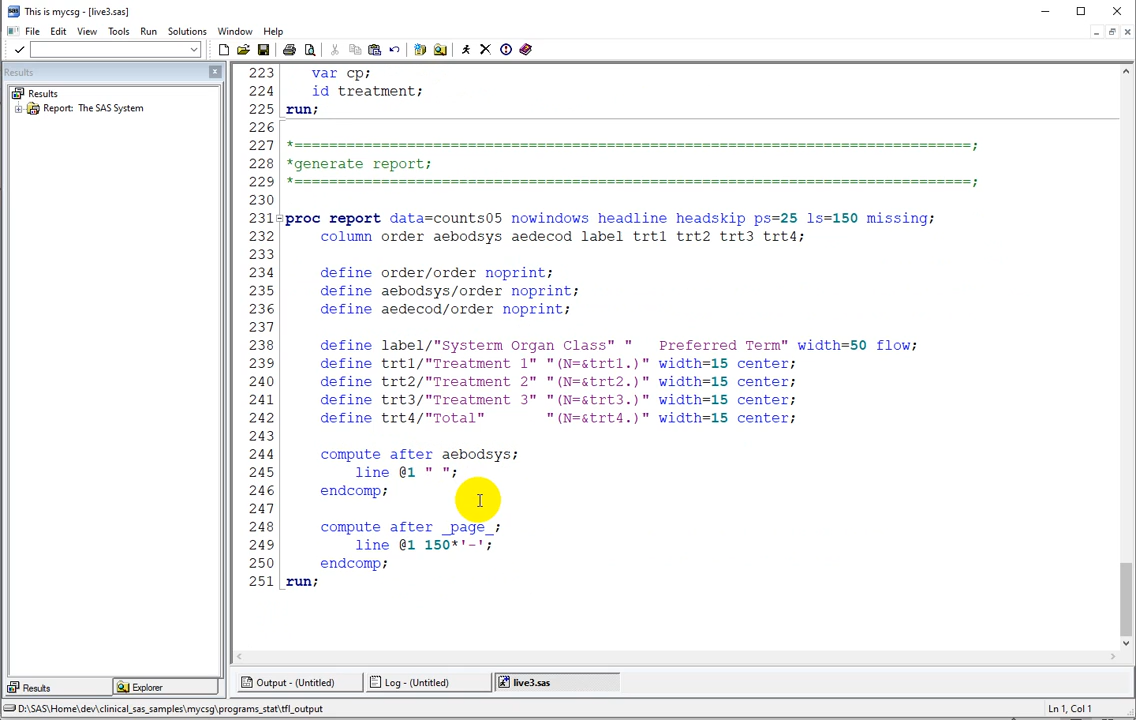 This is mycsg - [live3.sas]
File Edit View Tools Run Solutions Window Help
Results
Results
Report: The SAS System
223 var cp;
224 id treatment;
225 run;
226
227 *==============================================================================;
228 *generate report;
229 *==============================================================================;
230
231 proc report data=counts05 nowindows headline headskip ps=25 ls=150 missing;
232 column order aebodsys aedecod label trt1 trt2 trt3 trt4;
233
234 define order/order noprint;
235 define aebodsys/order noprint;
236 define aedecod/order noprint;
237
238 define label/"Systerm Organ Class" "   Preferred Term" width=50 flow;
239 define trt1/"Treatment 1" "(N=&trt1.)" width=15 center;
240 define trt2/"Treatment 2" "(N=&trt2.)" width=15 center;
241 define trt3/"Treatment 3" "(N=&trt3.)" width=15 center;
242 define trt4/"Total"       "(N=&trt4.)" width=15 center;
243
244 compute after aebodsys;
245 line @1 " ";
246 endcomp;
247
248 compute after _page_;
249 line @1 150*'-';
250 endcomp;
251 run;
Results Explorer
Output - (Untitled) Log - (Untitled) live3.sas
D:\SAS\Home\dev\clinical_sas_samples\mycsg\programs_stat\tfl_output Ln 1, Col 1